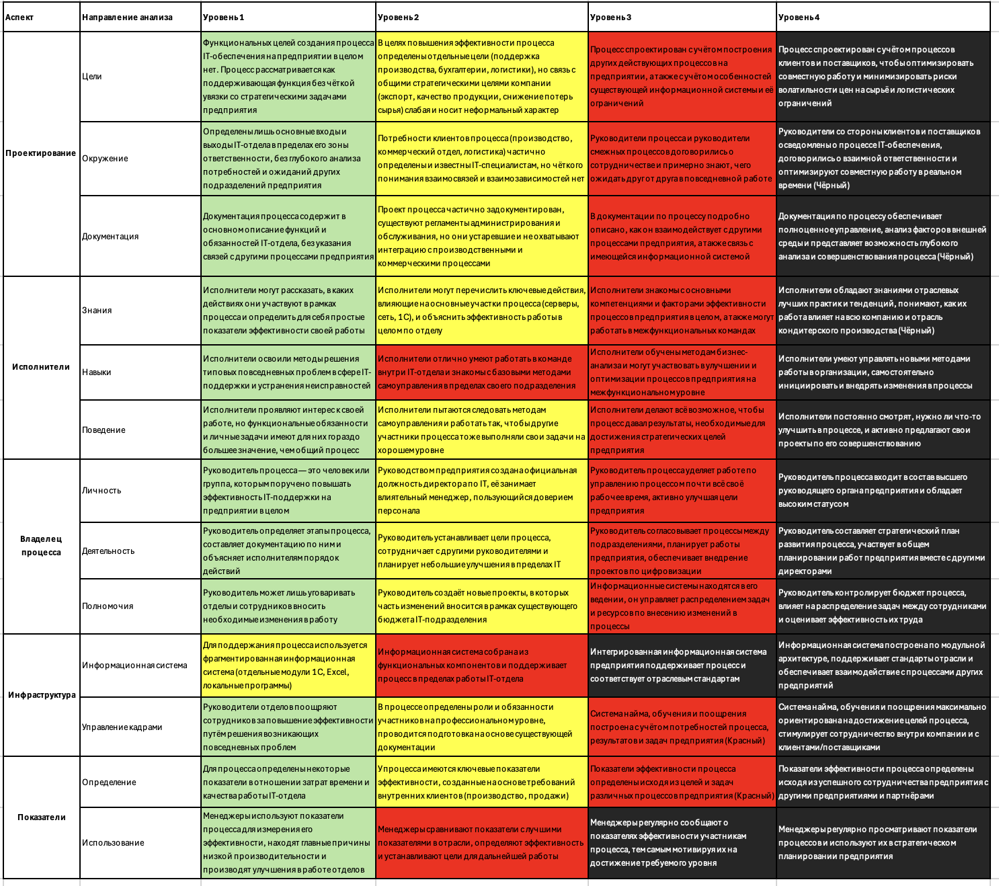 Аспект
Направление анализа
Уровень 1
Уровень 2
Уровень 3
Уровень 4
Проектирование
Цели
Функциональных целей создания процесса
IT-обеспечения на предприятии в целом
нет. Процесс рассматривается как
поддерживающая функция без чёткой
увязки со стратегическими задачами
предприятия
В целях повышения эффективности процесса
определены отдельные цели (поддержка
производства, бухгалтерии, логистики), но связь с
общими стратегическими целями компании
(экспорт, качество продукции, снижение потерь
сырья) слабая и носит неформальный характер
Процесс спроектирован с учётом построения
других действующих процессов на
предприятии, а также с учётом особенностей
существующей информационной системы и её
ограничений
Процесс спроектирован с учётом процессов
клиентов и поставщиков, чтобы оптимизировать
совместную работу и минимизировать риски
волатильности цен на сырьё и логистических
ограничений
Окружение
Определены лишь основные входы и
выходы IT-отдела в пределах его зоны
ответственности, без глубокого анализа
потребностей и ожиданий других
подразделений предприятия
Потребности клиентов процесса (производство,
коммерческий отдел, логистика) частично
определены и известны IT-специалистам, но чёткого
понимания взаимосвязей и взаимозависимостей нет
Руководители процесса и руководители
смежных процессов договорились о
сотрудничестве и примерно знают, чего
ожидать друг от друга в повседневной работе
Руководители со стороны клиентов и поставщиков
осведомлены о процессе IT-обеспечения,
договорились о взаимной ответственности и
оптимизируют совместную работу в реальном
времени (Чёрный)
Документация
Документация процесса содержит в
основном описание функций и
обязанностей IT-отдела, без указания
связей с другими процессами предприятия
Проект процесса частично задокументирован,
существуют регламенты администрирования и
обслуживания, но они устаревшие и не охватывают
интеграцию с производственными и
коммерческими процессами
В документации по процессу подробно
описано, как он взаимодействует с другими
процессами предприятия, а также связь с
имеющейся информационной системой
Документация по процессу обеспечивает
полноценное управление, анализ факторов внешней
среды и представляет возможность глубокого
анализа и совершенствования процесса (Чёрный)
Исполнители
Знания
Исполнители могут рассказать, в каких
действиях они участвуют в рамках
процесса и определить для себя простые
показатели эффективности своей работы
Исполнители могут перечислить ключевые действия,
влияющие на основные участки процесса (серверы,
сеть, 1С), и объяснить эффективность работы в
целом по отделу
Исполнители знакомы с основными
компетенциями и факторами эффективности
процессов предприятия в целом, а также могут
работать в межфункциональных командах
Исполнители обладают знаниями отраслевых
лучших практик и тенденций, понимают, как их
работа влияет на всю компанию и отрасль
кондитерского производства (Чёрный)
Навыки
Исполнители освоили методы решения
типовых повседневных проблем в сфере IT-
поддержки и устранения неисправностей
Исполнители отлично умеют работать в команде
внутри IT-отдела и знакомы с базовыми методами
самоуправления в пределах своего подразделения
Исполнители обучены методам бизнес-
анализа и могут участвовать в улучшении и
оптимизации процессов предприятия на
межфункциональном уровне
Исполнители умеют управлять новыми методами
работы в организации, самостоятельно
инициировать и внедрять изменения в процессы
Поведение
Исполнители проявляют интерес к своей
работе, но функциональные обязанности
и личные задачи имеют для них гораздо
большее значение, чем общий процесс
Исполнители пытаются следовать методам
самоуправления и работать так, чтобы другие
участники процесса тоже выполняли свои задачи на
хорошем уровне
Исполнители делают всё возможное, чтобы
процесс давал результаты, необходимые для
достижения стратегических целей
предприятия
Исполнители постоянно смотрят, нужно ли что-то
улучшить в процессе, и активно предлагают свои
проекты по его совершенствованию
Владелец
процесса
Личность
Руководитель процесса — это человек или
группа, которым поручено повышать
эффективность IT-поддержки на
предприятии в целом
Руководством предприятия создана официальная
должность директора по IT, её занимает
влиятельный менеджер, пользующийся доверием
персонала
Руководитель процесса уделяет работе по
управлению процессом почти всё своё
рабочее время, активно улучшая цели
предприятия
Руководитель процесса входит в состав высшего
руководящего органа предприятия и обладает
высоким статусом
Деятельность
Руководитель определяет этапы процесса,
составляет документацию по ним и
объясняет исполнителям порядок
действий
Руководитель устанавливает цели процесса,
сотрудничает с другими руководителями и
планирует небольшие улучшения в пределах IT
Руководитель согласовывает процессы между
подразделениями, планирует работы
предприятия, обеспечивает внедрение
проектов по цифровизации
Руководитель составляет стратегический план
развития процесса, участвует в общем
планировании работ предприятия вместе с другими
директорами
Полномочия
Руководитель может лишь уговаривать
отделы и сотрудников вносить
необходимые изменения в работу
Руководитель создаёт новые проекты, в которых
часть изменений вносится в рамках существующего
бюджета IT-подразделения
Информационные системы находятся в его
ведении, он управляет распределением задач
и ресурсов по внесению изменений в
процессы
Руководитель контролирует бюджет процесса,
влияет на распределение задач между сотрудниками
и оценивает эффективность их труда
Инфраструктура
Информационная система
Для поддержания процесса используется
фрагментированная информационная
система (отдельные модули 1С, Excel,
локальные программы)
Информационная система собрана из
функциональных компонентов и поддерживает
процесс в пределах работы IT-отдела
Интегрированная информационная система
предприятия поддерживает процесс и
соответствует отраслевым стандартам
Информационная система построена по модульной
архитектуре, поддерживает стандарты отрасли и
обеспечивает взаимодействие с процессами других
предприятий
Управление кадрами
Руководители отделов поощряют
сотрудников за повышение эффективности
путём решения возникающих
повседневных проблем
В процессе определены роли и обязанности
участников на профессиональном уровне,
проводится подготовка на основе существующей
документации
Система найма, обучения и поощрения
построена с учётом потребностей процесса,
результатов и задач предприятия (Красный)
Система найма, обучения и поощрения максимально
ориентирована на достижение целей процесса,
стимулирует сотрудничество внутри компании и с
клиентами/поставщиками
Показатели
Определение
Для процесса определены некоторые
показатели в отношении затрат времени и
качества работы IT-отдела
У процесса имеются ключевые показатели
эффективности, созданные на основе требований
внутренних клиентов (производство, продажи)
Показатели эффективности процесса
определены исходя из целей и задач
различных процессов предприятия (Красный)
Показатели эффективности процесса определены
исходя из успешного сотрудничества предприятия с
другими предприятиями и партнёрами
Использование
Менеджеры используют показатели
процесса для измерения его
эффективности, находят главные причины
низкой производительности и
производят улучшения в работе отделов
Менеджеры сравнивают показатели с лучшими
показателями в отрасли, определяют эффективность
и устанавливают цели для дальнейшей работы
Менеджеры регулярно сообщают о
показателях эффективности участникам
процесса, тем самым мотивируя их на
достижение требуемого уровня
Менеджеры регулярно просматривают показатели
процессов и используют их в стратегическом
планировании предприятия